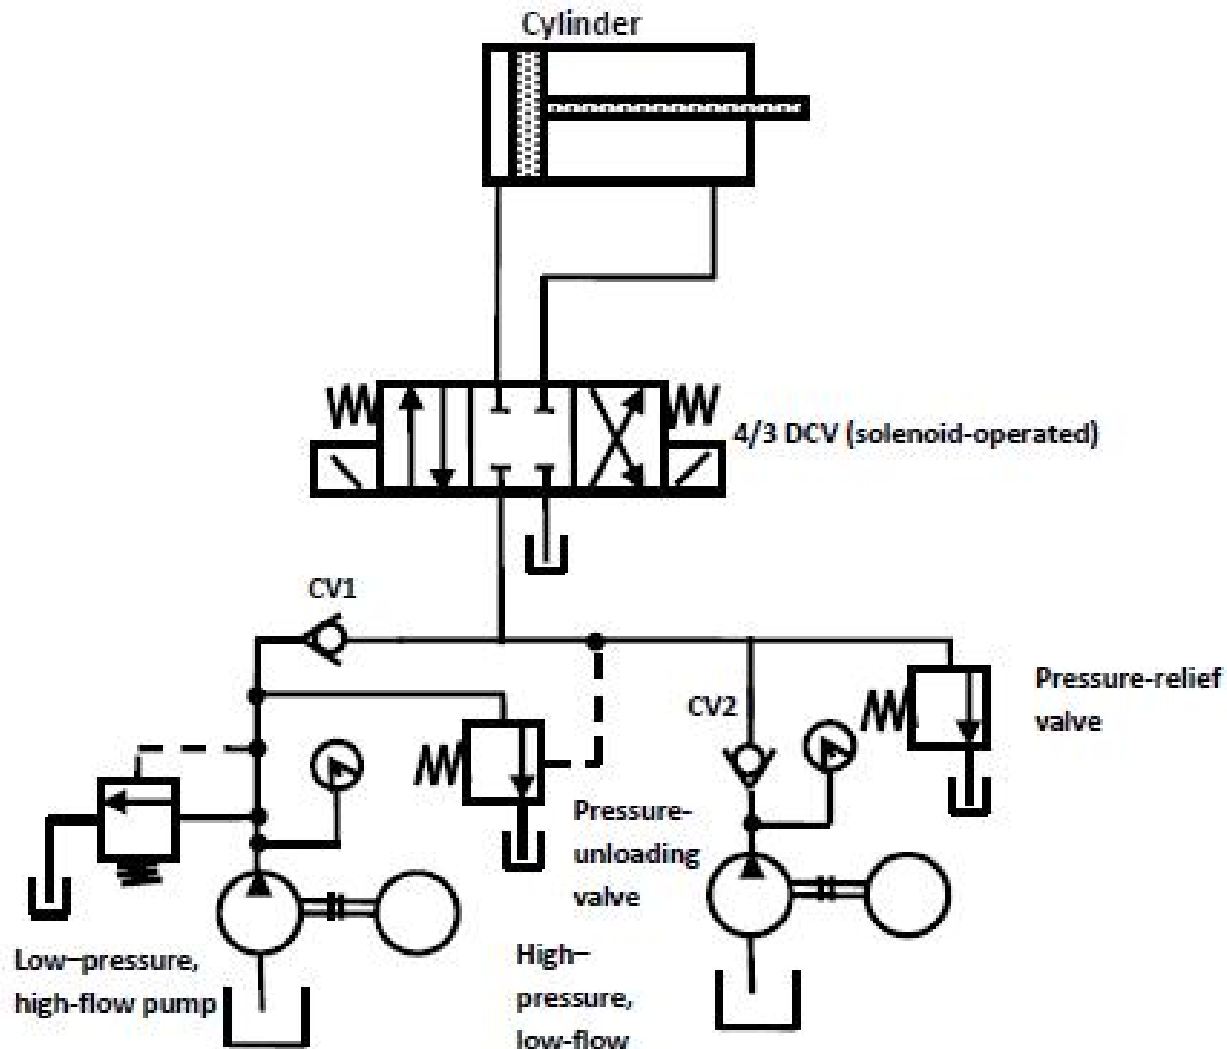 Cylinder
4/3 DCV (solenoid-operated)
CV1
Pressure-relief
valve
CV2
Pressure-
unloading
valve
Low-pressure,
high-flow pump
High-
pressure,
low-flow